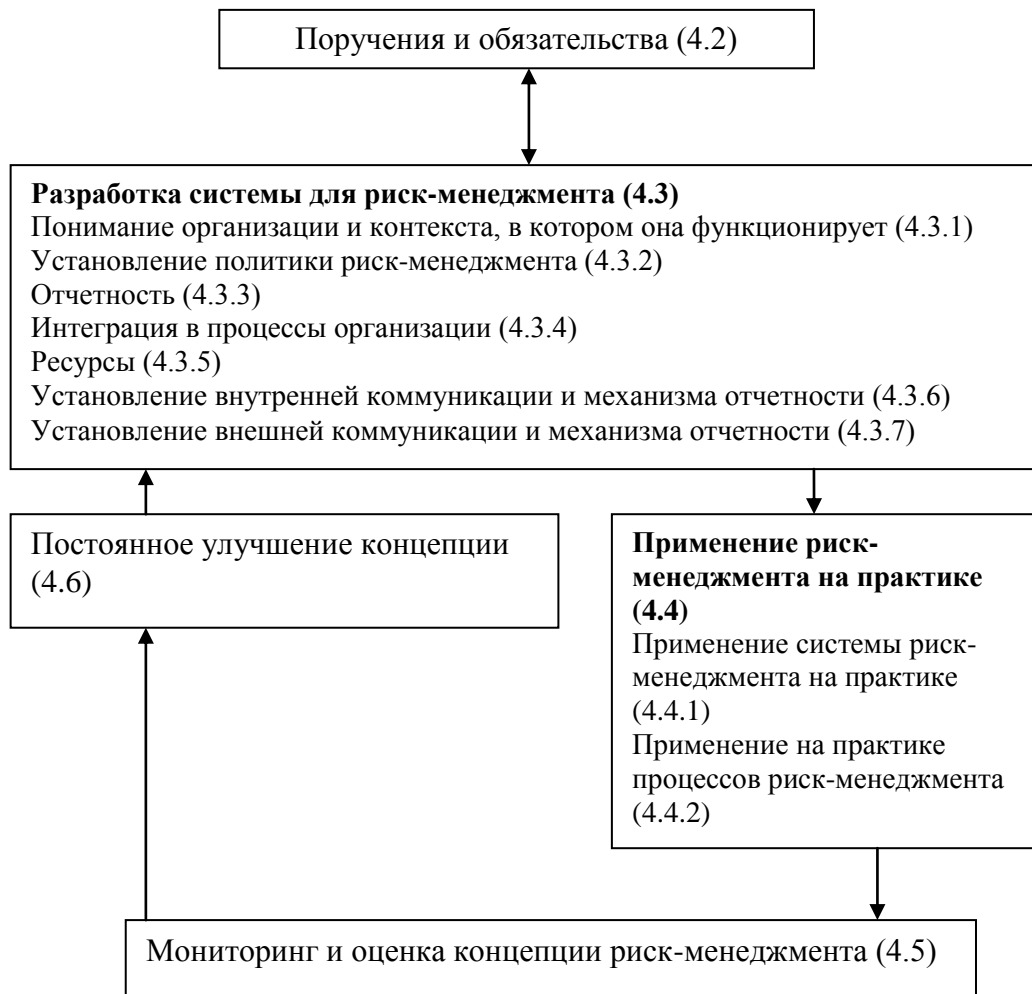 Поручения и обязательства (4.2)
Разработка системы для риск-менеджмента (4.3)
Понимание организации и контекста, в котором она функционирует (4.3.1)
Установление политики риск-менеджмента (4.3.2)
Отчетность (4.3.3)
Интеграция в процессы организации (4.3.4)
Ресурсы (4.3.5)
Установление внутренней коммуникации и механизма отчетности (4.3.6)
Установление внешней коммуникации и механизма отчетности (4.3.7)
Постоянное улучшение концепции
(4.6)
Применение риск-
менеджмента на практике
(4.4)
Применение системы риск-
менеджмента на практике
(4.4.1)
Применение на практике
процессов риск-менеджмента
(4.4.2)
Мониторинг и оценка концепции риск-менеджмента (4.5)